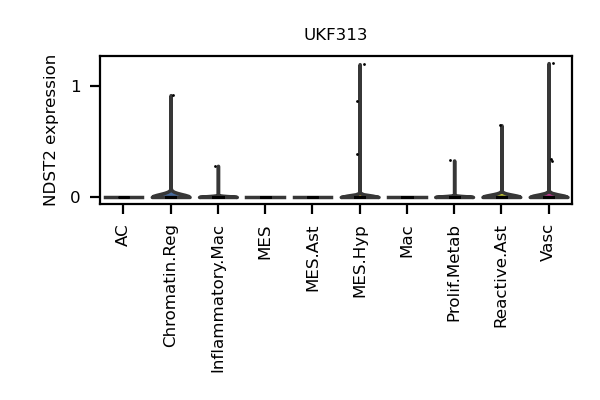 UKF313
NDST2 expression
1
0
AC
Chromatin.Reg
Inflammatory.Mac
MES
MES.Ast
MES.Hyp
Mac
Prolif.Metab
Reactive.Ast
Vasc